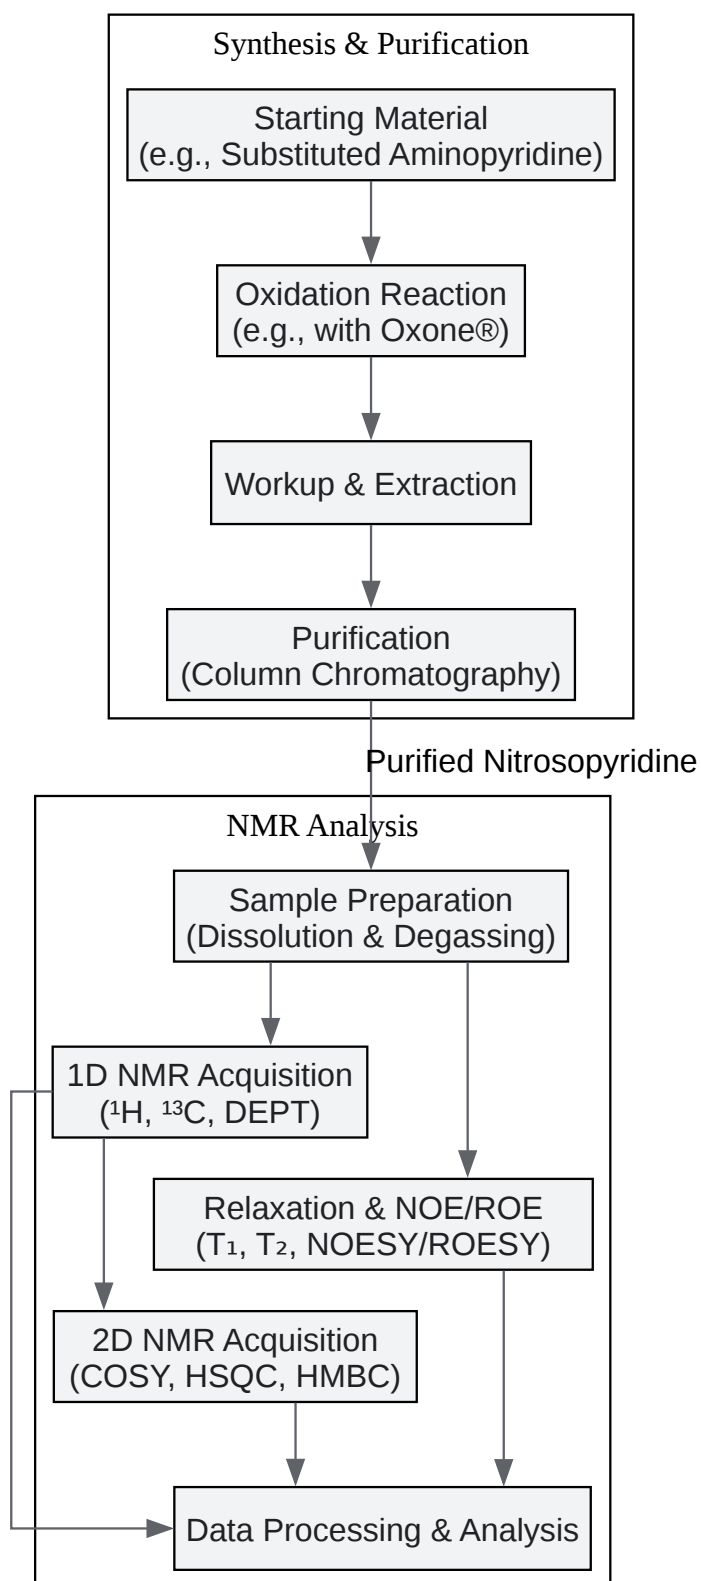 Synthesis & Purification
Starting Material
(e.g., Substituted Aminopyridine)
Oxidation Reaction
(e.g., with Oxone®)
Workup & Extraction
Purification
(Column Chromatography)
Purified Nitrosopyridine
NMR Analysis
Sample Preparation
(Dissolution & Degassing)
1D NMR Acquisition
(¹H, ¹³C, DEPT)
Relaxation & NOE/ROE
(T₁, T₂, NOESY/ROESY)
2D NMR Acquisition
(COSY, HSQC, HMBC)
Data Processing & Analysis